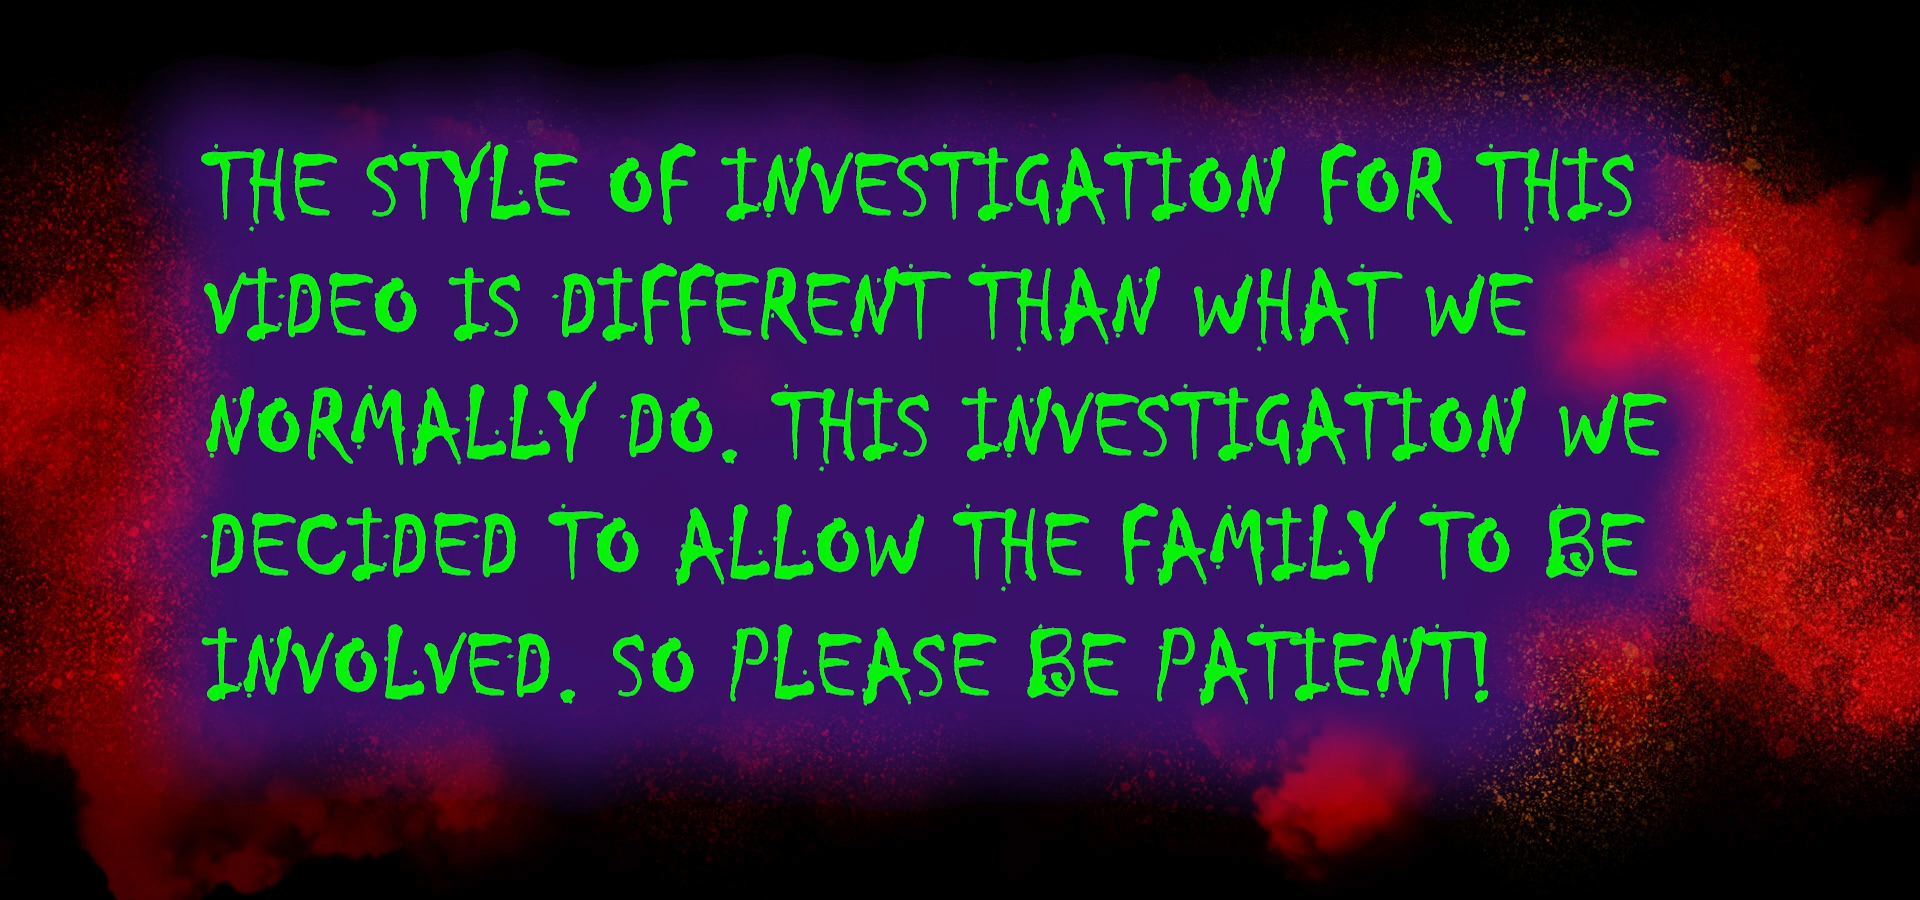 THE STYLE OF INVESTIGATION FOR THIS
VIDEO IS DIFFERENT THAN WHAT WE
NORMALLY DO. THIS INVESTIGATION WE
DECIDED TO ALLOW THE FAMILY TO BE
INVOLVED. SO PLEASE BE PATIENT!